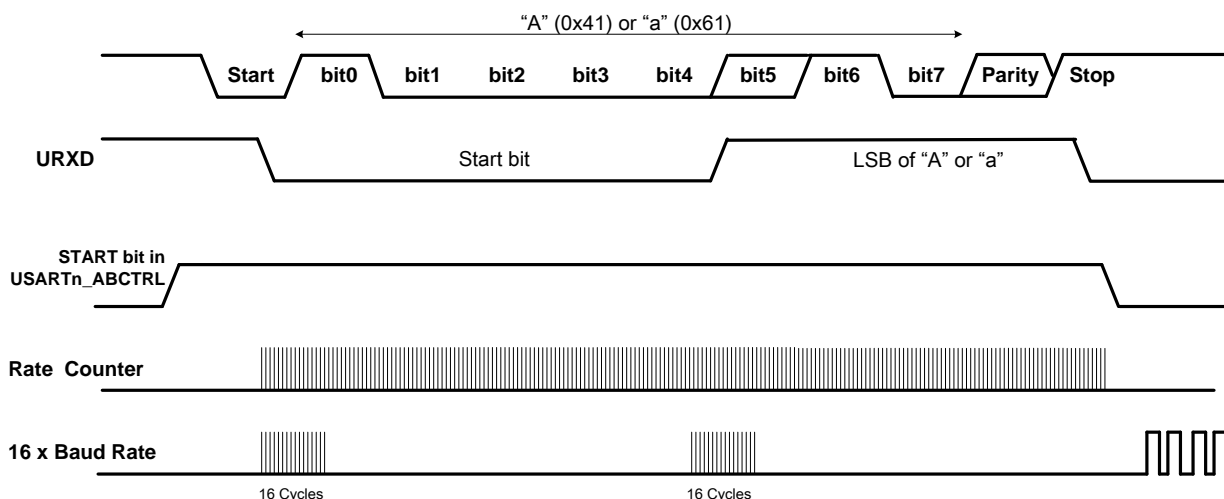 “A” (0x41) or “a” (0x61)
Start bit0 bit1 bit2 bit3 bit4 bit5 bit6 bit7 Parity Stop
URXD Start bit LSB of “A” or “a”
START bit in
USARTn_ABCTRL
Rate Counter
16 x Baud Rate
16 Cycles 16 Cycles